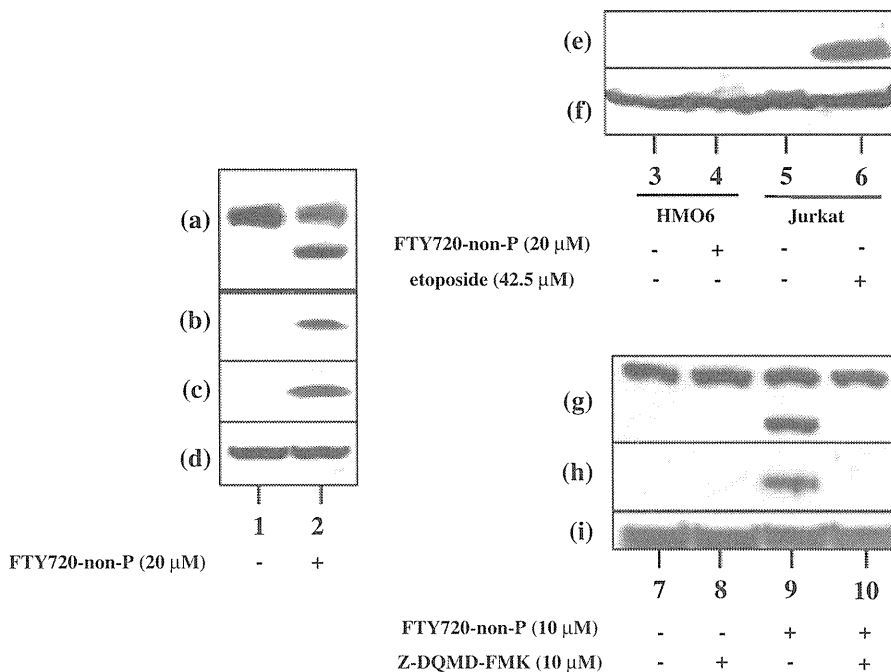 (e)
(f)
3 4 5 6
HMO6 Jurkat
FTY720-non-P (20 μM) - + - -
etoposide (42.5 μM) - - - +
(a)
(b)
(c)
(d)
1 2
FTY720-non-P (20 μM) - +
(g)
(h)
(i)
7 8 9 10
FTY720-non-P (10 μM) - - + +
Z-DQMD-FMK (10 μM) - + - +